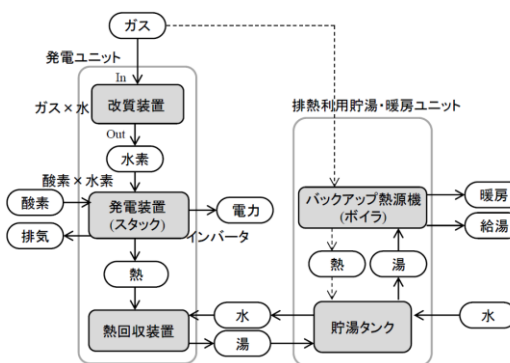 ガス
発電ユニット
In
改質装置
ガス×水
Out
水素
酸素×水素
酸素
発電装置
(スタック)
電力
排気
インバータ
熱
熱回収装置
水
湯
排熱利用貯湯・暖房ユニット
バックアップ熱源機
(ボイラ)
暖房
給湯
熱
湯
貯湯タンク
水